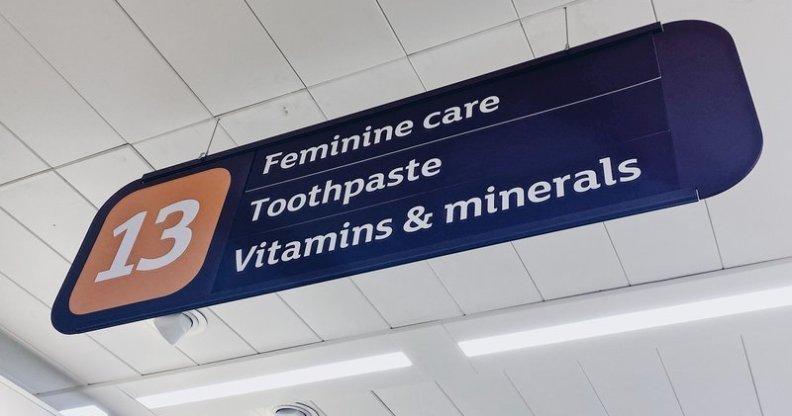 13
Feminine care
Toothpaste
Vitamins & minerals